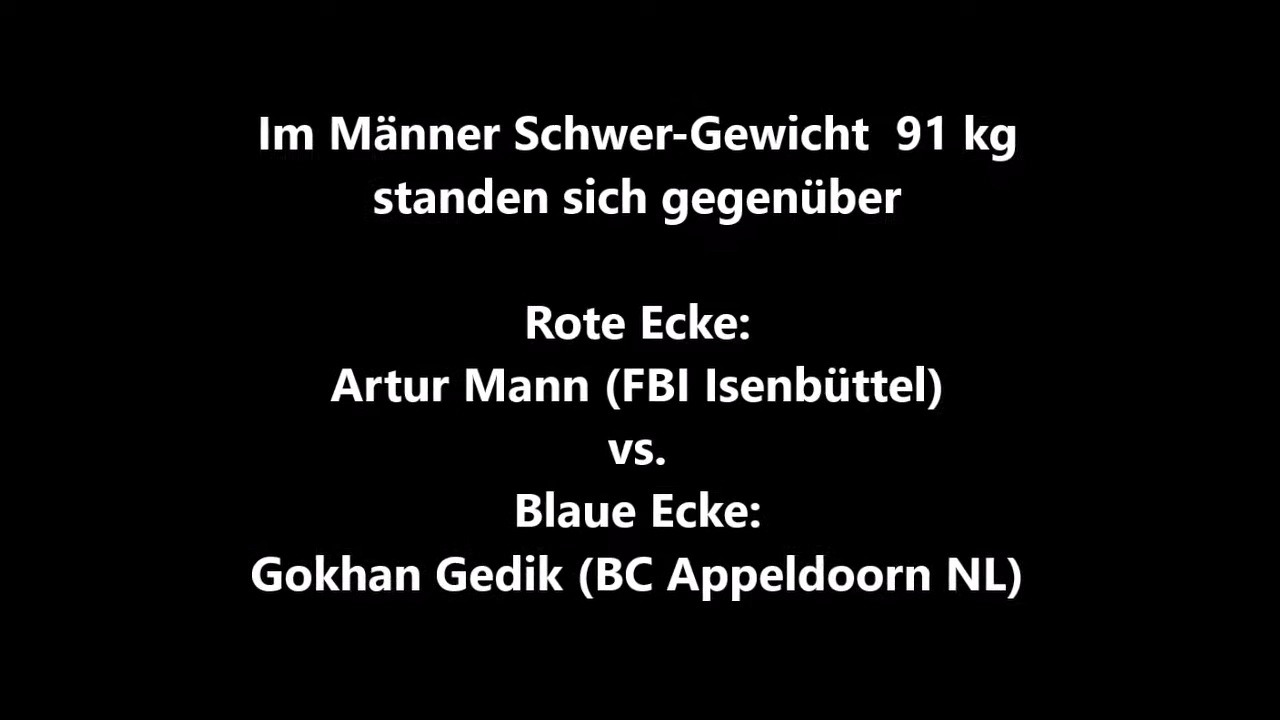 Im Männer Schwer-Gewicht  91 kg
standen sich gegenüber
Rote Ecke:
Artur Mann (FBI Isenbüttel)
vs.
Blaue Ecke:
Gokhan Gedik (BC Appeldoorn NL)